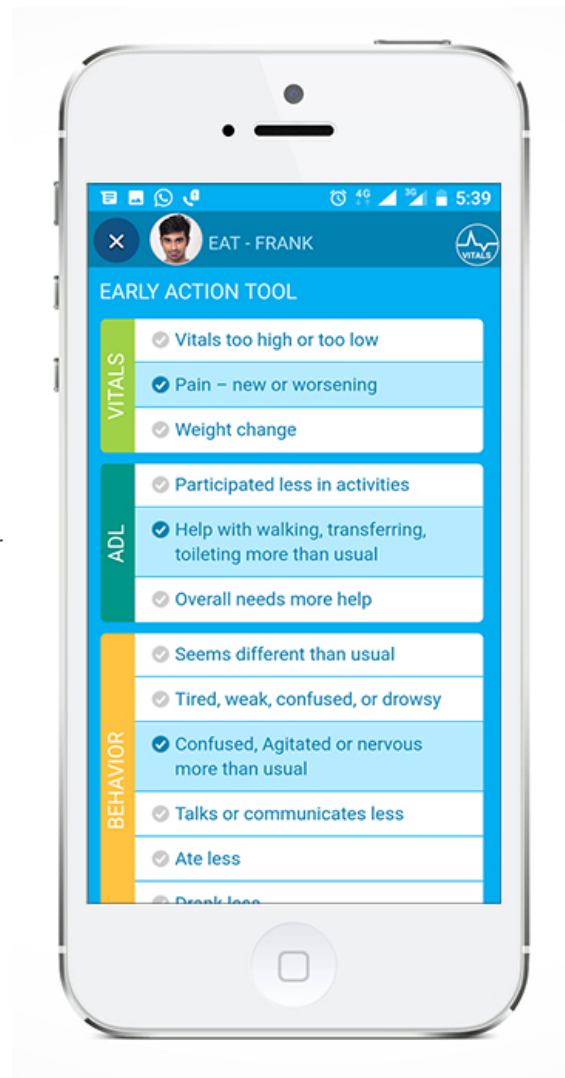 4G
3G
5:39
EAT - FRANK
VITALS
EARLY ACTION TOOL
VITALS
Vitals too high or too low
Pain – new or worsening
Weight change
ADL
Participated less in activities
Help with walking, transferring,
toileting more than usual
Overall needs more help
BEHAVIOR
Seems different than usual
Tired, weak, confused, or drowsy
Confused, Agitated or nervous
more than usual
Talks or communicates less
Ate less
Drank less